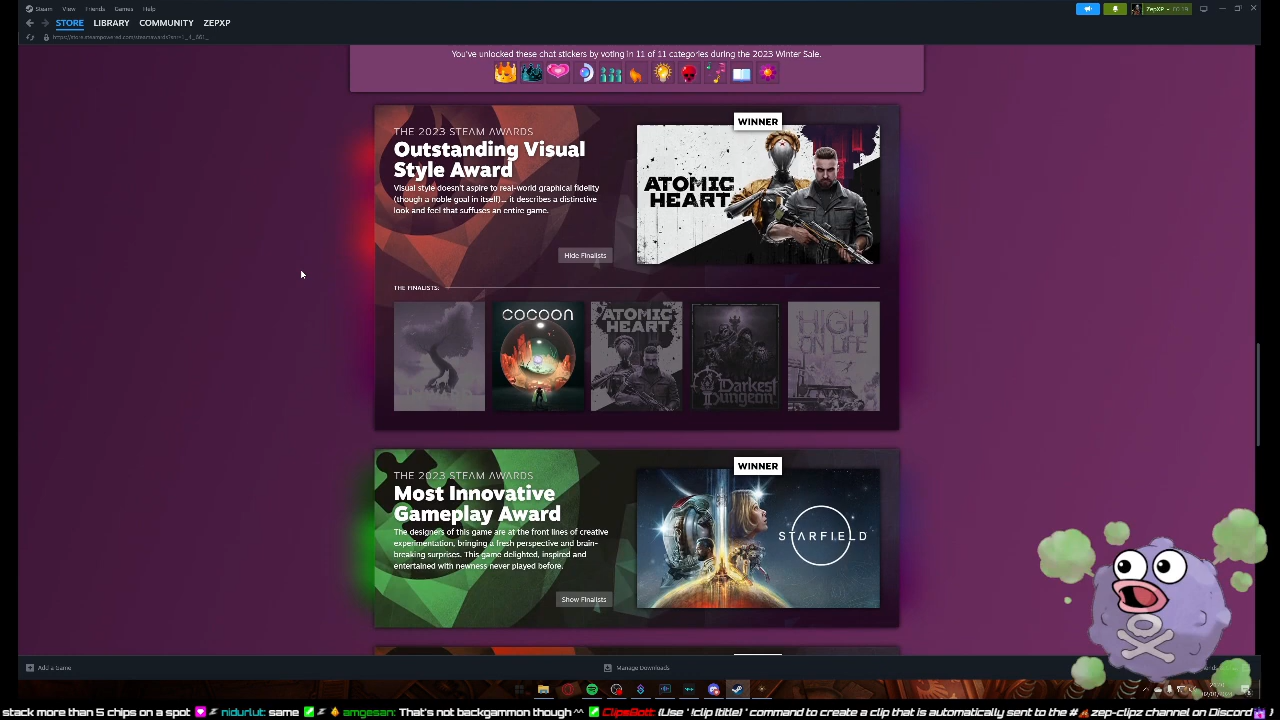 Steam View Friends Games Help
ZepXP
STORE LIBRARY COMMUNITY ZEPXP
You've unlocked these chat stickers by voting in 11 of 11 categories during the 2023 Winter Sale.
THE 2023 STEAM AWARDS
Outstanding Visual
Style Award
Visual style doesn't aspire to real-world graphical fidelity
(though a noble goal in itself)... it describes a distinctive
look and feel that suffuses an entire game.
Hide Finalists
WINNER
ATOMIC
HEART
THE FINALISTS:
COCOON
ATOMIC
HEART
Darkest
Dungeon
HIGH
ON LIFE
THE 2023 STEAM AWARDS
Most Innovative
Gameplay Award
The designers of this game are at the front lines of creative
experimentation, bringing a fresh perspective and brain-
breaking surprises. This game delighted, inspired and
entertained with newness never played before.
Show Finalists
WINNER
STARFIELD
Add a Game
Manage Downloads
stack more than 5 chips on a spot nidurlut: same amgesan: That's not backgammon though ^^ ClipsBott: (Use ' !clip [title] ' command to create a clip that is automatically sent to the # zep-clipz channel on Discord )